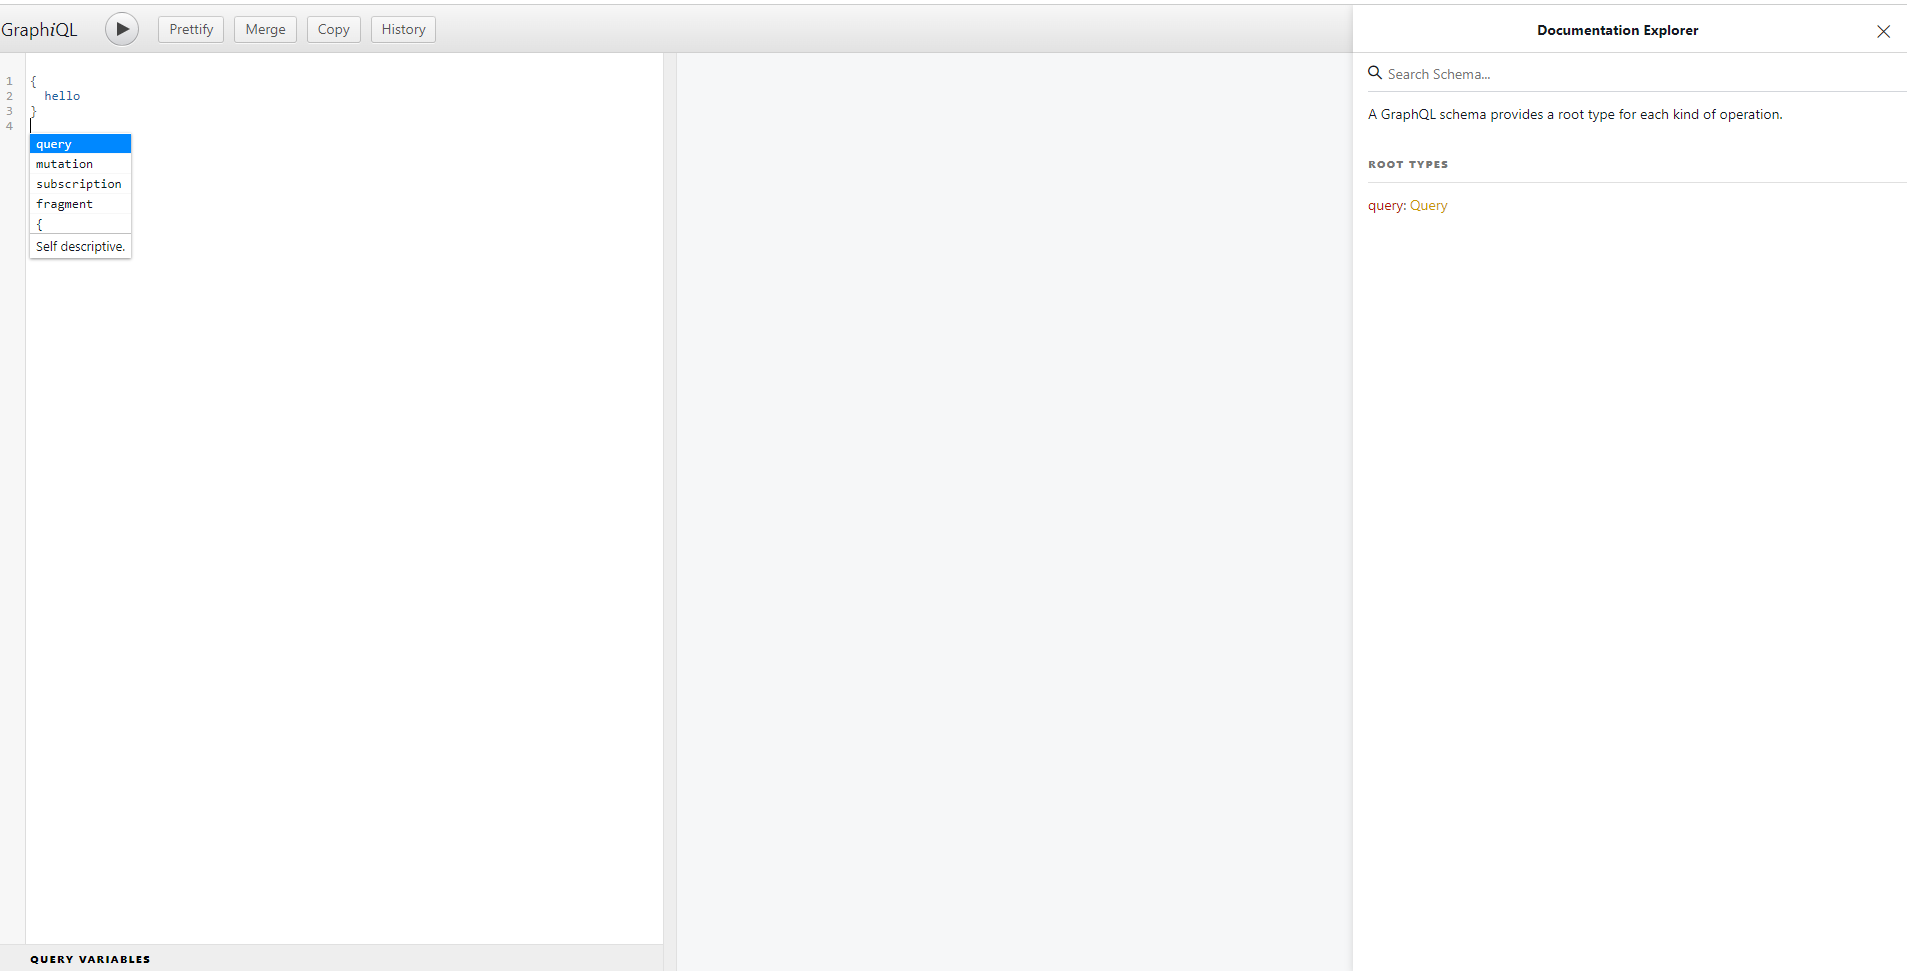 GraphiQL Prettify Merge Copy History
1 {
2 hello
3 }
4
query
mutation
subscription
fragment
{
Self descriptive.
QUERY VARIABLES
Documentation Explorer
Search Schema...
A GraphQL schema provides a root type for each kind of operation.
ROOT TYPES
query: Query